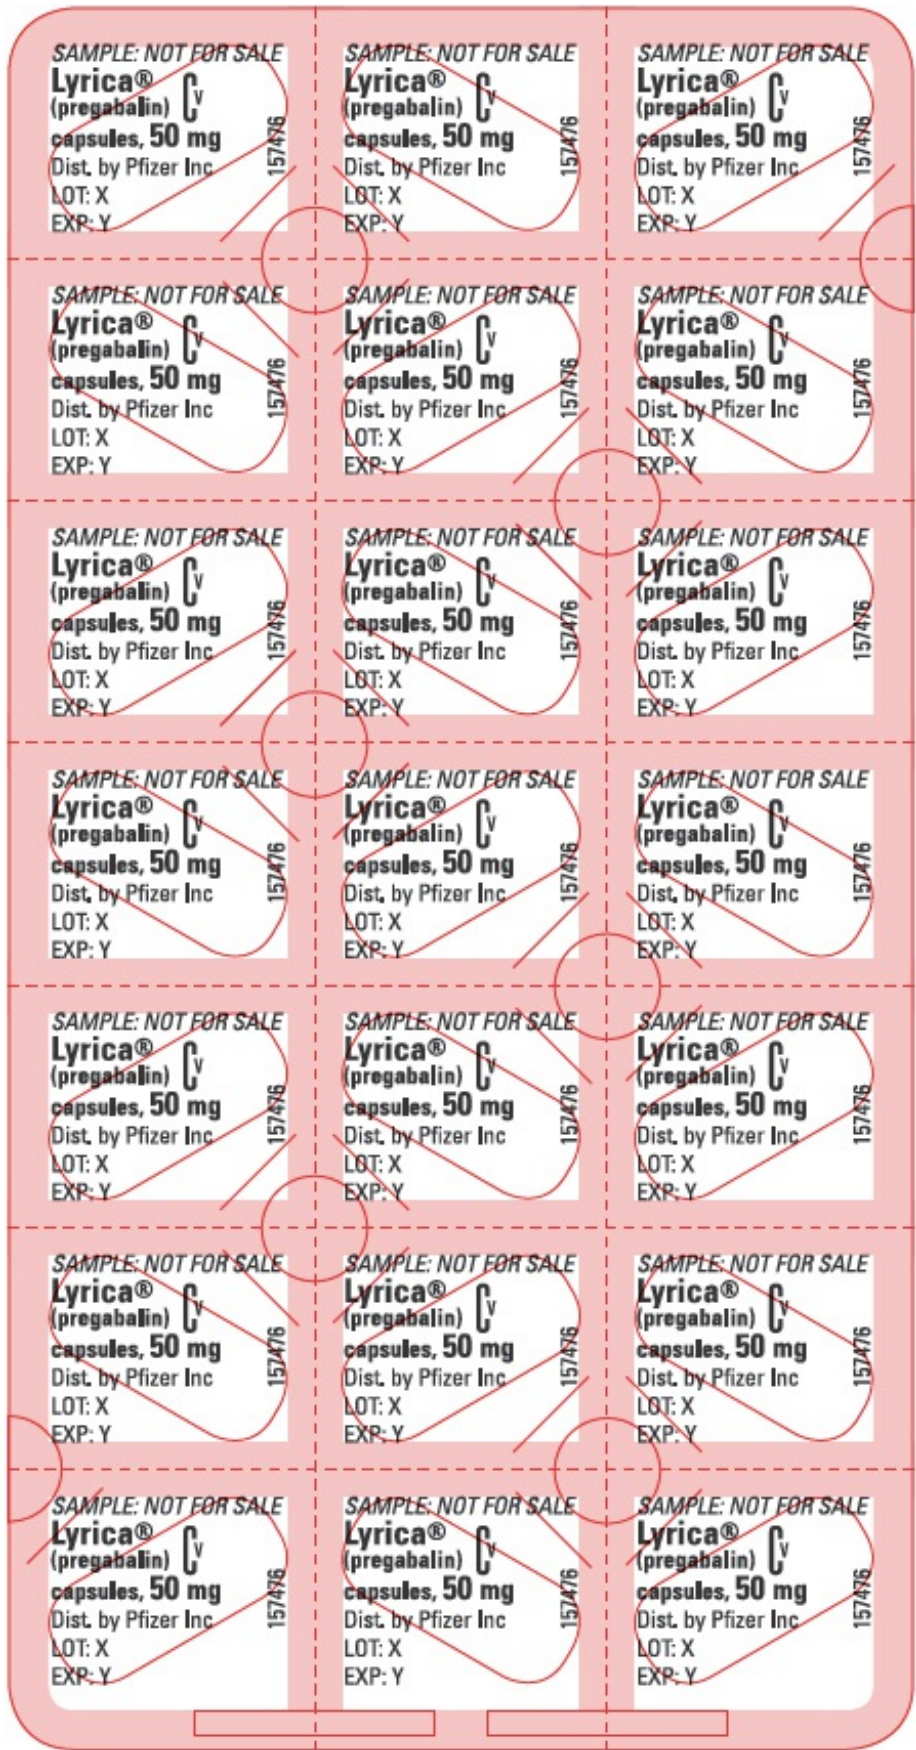 SAMPLE: NOT FOR SALE
Lyrica® CV
(pregabalin)
capsules, 50 mg
Dist. by Pfizer Inc
LOT: X
EXP: Y
157476
SAMPLE: NOT FOR SALE
Lyrica® CV
(pregabalin)
capsules, 50 mg
Dist. by Pfizer Inc
LOT: X
EXP: Y
157476
SAMPLE: NOT FOR SALE
Lyrica® CV
(pregabalin)
capsules, 50 mg
Dist. by Pfizer Inc
LOT: X
EXP: Y
157476
SAMPLE: NOT FOR SALE
Lyrica® CV
(pregabalin)
capsules, 50 mg
Dist. by Pfizer Inc
LOT: X
EXP: Y
157476
SAMPLE: NOT FOR SALE
Lyrica® CV
(pregabalin)
capsules, 50 mg
Dist. by Pfizer Inc
LOT: X
EXP: Y
157476
SAMPLE: NOT FOR SALE
Lyrica® CV
(pregabalin)
capsules, 50 mg
Dist. by Pfizer Inc
LOT: X
EXP: Y
157476
SAMPLE: NOT FOR SALE
Lyrica® CV
(pregabalin)
capsules, 50 mg
Dist. by Pfizer Inc
LOT: X
EXP: Y
157476
SAMPLE: NOT FOR SALE
Lyrica® CV
(pregabalin)
capsules, 50 mg
Dist. by Pfizer Inc
LOT: X
EXP: Y
157476
SAMPLE: NOT FOR SALE
Lyrica® CV
(pregabalin)
capsules, 50 mg
Dist. by Pfizer Inc
LOT: X
EXP: Y
157476
SAMPLE: NOT FOR SALE
Lyrica® CV
(pregabalin)
capsules, 50 mg
Dist. by Pfizer Inc
LOT: X
EXP: Y
157476
SAMPLE: NOT FOR SALE
Lyrica® CV
(pregabalin)
capsules, 50 mg
Dist. by Pfizer Inc
LOT: X
EXP: Y
157476
SAMPLE: NOT FOR SALE
Lyrica® CV
(pregabalin)
capsules, 50 mg
Dist. by Pfizer Inc
LOT: X
EXP: Y
157476
SAMPLE: NOT FOR SALE
Lyrica® CV
(pregabalin)
capsules, 50 mg
Dist. by Pfizer Inc
LOT: X
EXP: Y
157476
SAMPLE: NOT FOR SALE
Lyrica® CV
(pregabalin)
capsules, 50 mg
Dist. by Pfizer Inc
LOT: X
EXP: Y
157476
SAMPLE: NOT FOR SALE
Lyrica® CV
(pregabalin)
capsules, 50 mg
Dist. by Pfizer Inc
LOT: X
EXP: Y
157476
SAMPLE: NOT FOR SALE
Lyrica® CV
(pregabalin)
capsules, 50 mg
Dist. by Pfizer Inc
LOT: X
EXP: Y
157476
SAMPLE: NOT FOR SALE
Lyrica® CV
(pregabalin)
capsules, 50 mg
Dist. by Pfizer Inc
LOT: X
EXP: Y
157476
SAMPLE: NOT FOR SALE
Lyrica® CV
(pregabalin)
capsules, 50 mg
Dist. by Pfizer Inc
LOT: X
EXP: Y
157476
SAMPLE: NOT FOR SALE
Lyrica® CV
(pregabalin)
capsules, 50 mg
Dist. by Pfizer Inc
LOT: X
EXP: Y
157476
SAMPLE: NOT FOR SALE
Lyrica® CV
(pregabalin)
capsules, 50 mg
Dist. by Pfizer Inc
LOT: X
EXP: Y
157476
SAMPLE: NOT FOR SALE
Lyrica® CV
(pregabalin)
capsules, 50 mg
Dist. by Pfizer Inc
LOT: X
EXP: Y
157476